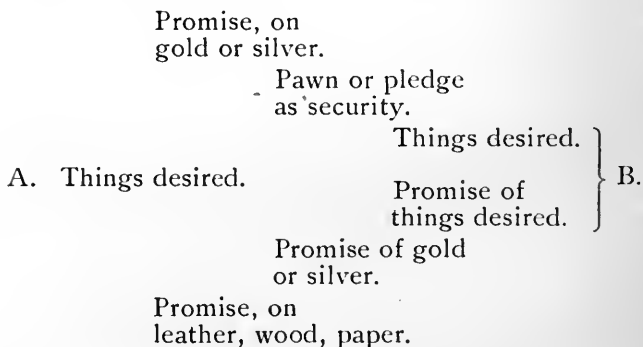 Promise, on
gold or silver.
Pawn or pledge
as security.
Things desired.
A. Things desired. B.
Promise of
things desired.
Promise of gold
or silver.
Promise, on
leather, wood, paper.